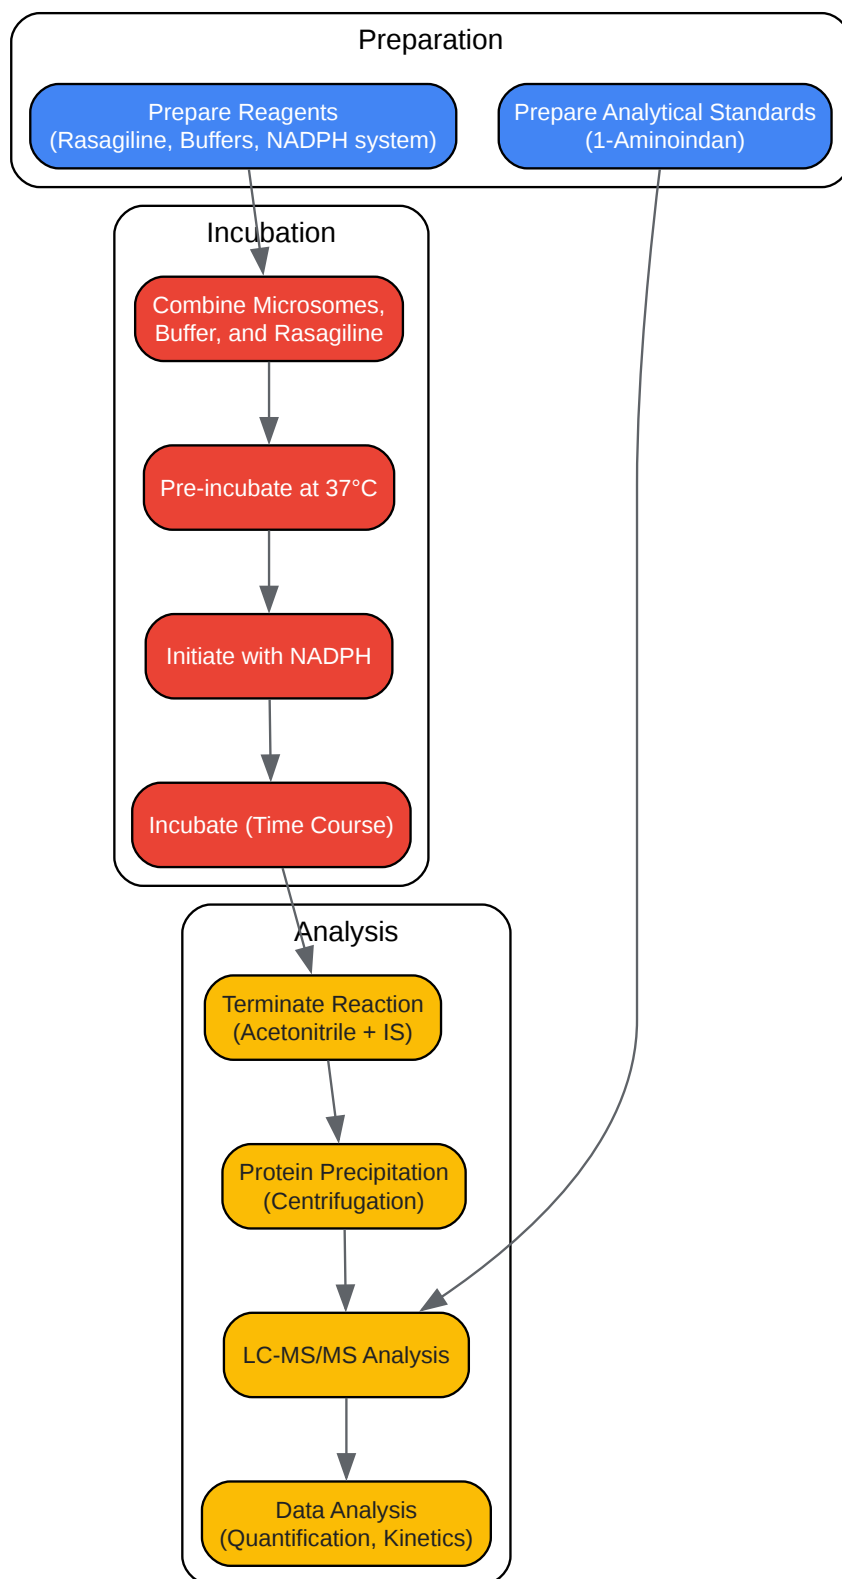 Preparation
Prepare Reagents
(Rasagiline, Buffers, NADPH system)
Prepare Analytical Standards
(1-Aminoindan)
Incubation
Combine Microsomes,
Buffer, and Rasagiline
Pre-incubate at 37°C
Initiate with NADPH
Incubate (Time Course)
Analysis
Terminate Reaction
(Acetonitrile + IS)
Protein Precipitation
(Centrifugation)
LC-MS/MS Analysis
Data Analysis
(Quantification, Kinetics)